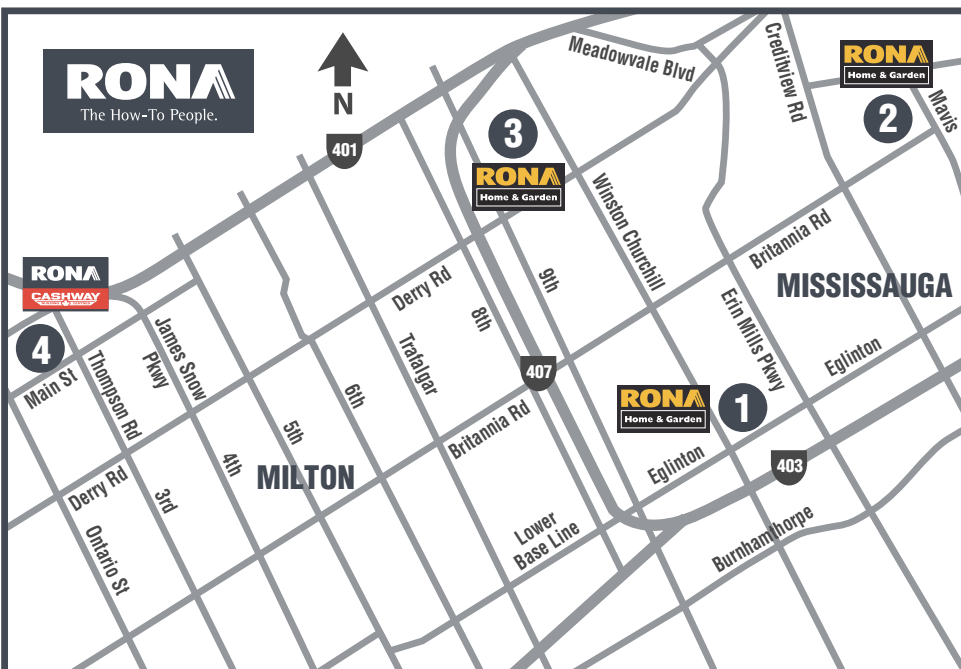 RONA
The How-To People.
N
401
Meadowvale Blvd
Creditview Rd
RONA
Home & Garden
2
Mavis
3
RONA
Home & Garden
Winston Churchill
Britannia Rd
MISSISSAUGA
RONA
CASHWAY
4
Main St
Thompson Rd
James Snow
Pkwy
Derry Rd
Trafalgar
8th
9th
407
Erin Mills Pkwy
Eglinton
RONA
Home & Garden
1
6th
5th
4th
3rd
MILTON
Britannia Rd
Eglinton
403
Derry Rd
Ontario St
Lower
Base Line
Burnhamthorpe